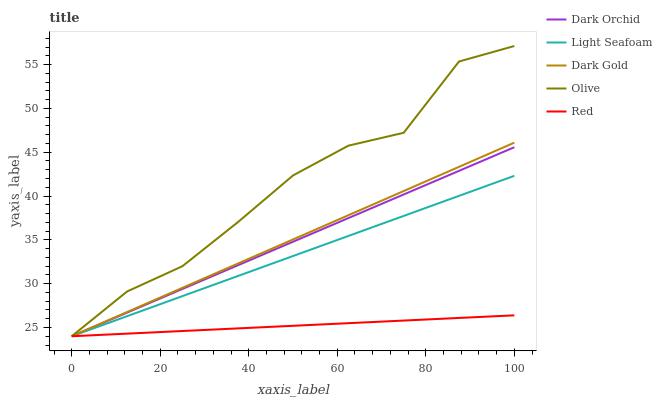 title
Dark Orchid
Light Seafoam
Dark Gold
Olive
Red
yaxis_label
55
50
45
40
35
30
25
0 20 40 60 80 100
xaxis_label